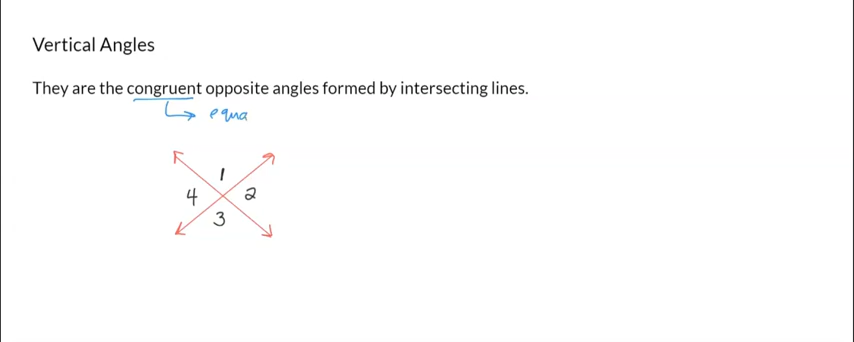 Vertical Angles
They are the congruent opposite angles formed by intersecting lines.
equa
1
4 2
3